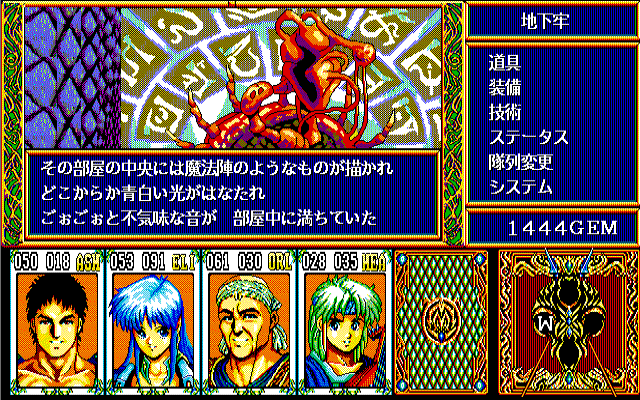 地下牢
道具
装備
技術
ステータス
隊列変更
システム
その部屋の中央には魔法陣のようなものが描かれ
どこからか青白い光がはなたれ
ごぉごぉと不気味な音が 部屋中に満ちていた
1444GEM
050 018 ASH
053 091 ELI
061 030 ORL
028 035 MEA
M
W